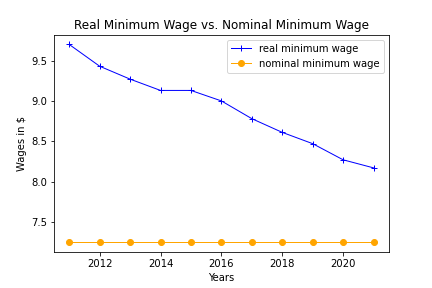 Real Minimum Wage vs. Nominal Minimum Wage
real minimum wage
nominal minimum wage
Wages in $
9.5
9.0
8.5
8.0
7.5
2012 2014 2016 2018 2020
Years